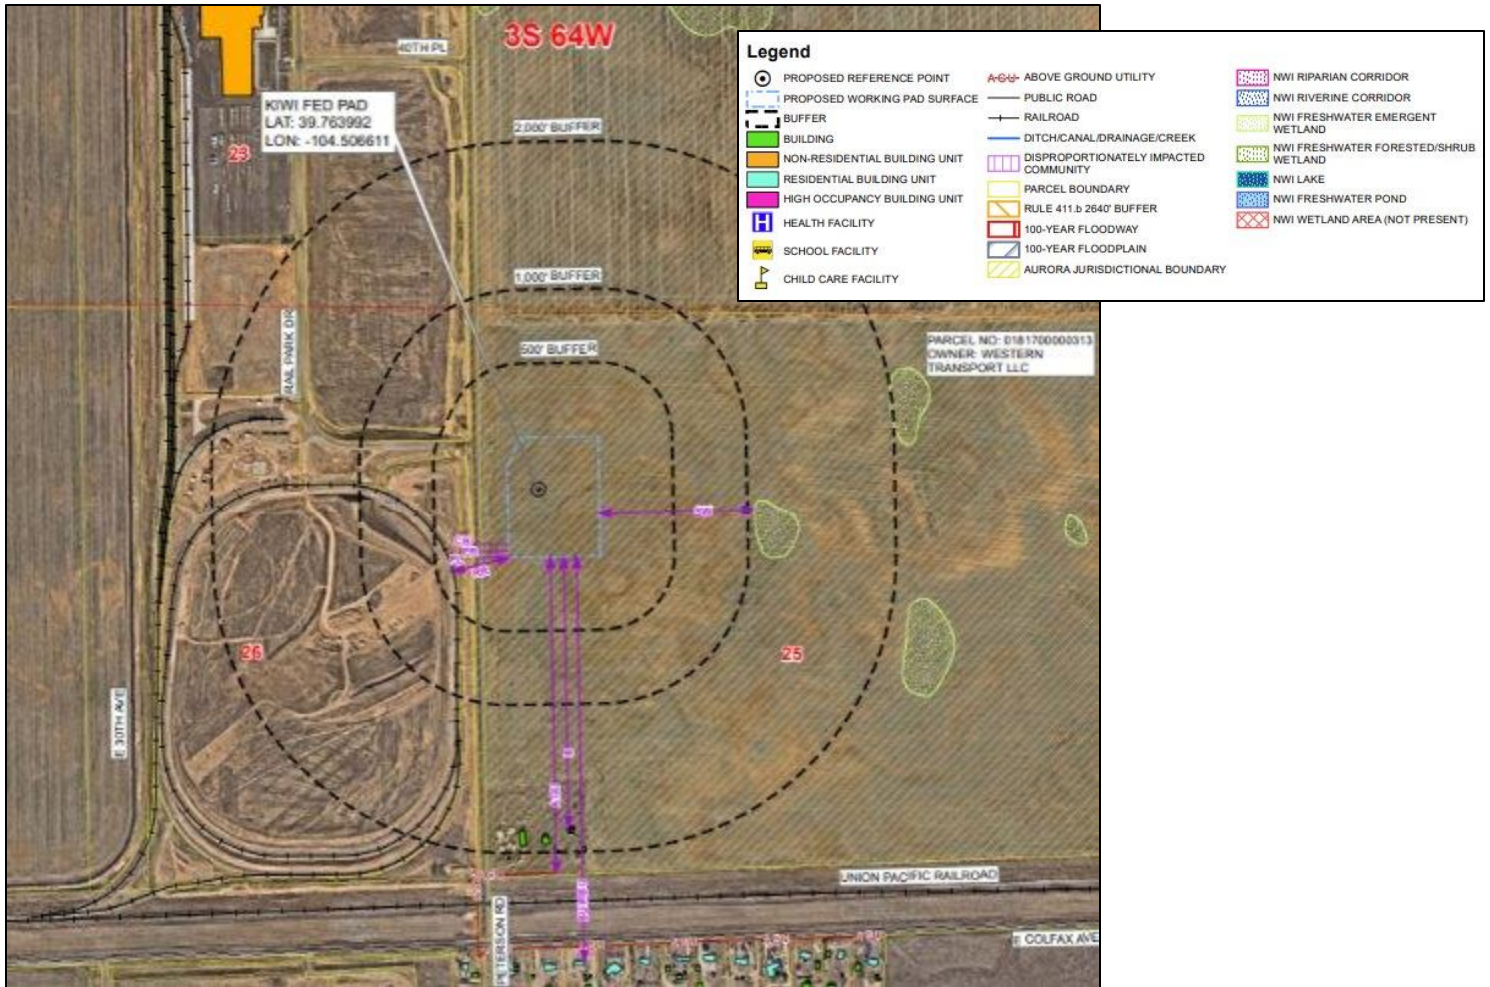 3S 64W
40TH PL
KIWI FED PAD
LAT: 39.763992
LON: -104.506611
23
2,000' BUFFER
1,000' BUFFER
500' BUFFER
RAIL PARK DR
PARCEL NO: 0181700000313
OWNER: WESTERN
TRANSPORT LLC
26
25
E 30TH AVE
UNION PACIFIC RAILROAD
PETERSON RD
E COLFAX AVE
Legend
PROPOSED REFERENCE POINT
PROPOSED WORKING PAD SURFACE
BUFFER
BUILDING
NON-RESIDENTIAL BUILDING UNIT
RESIDENTIAL BUILDING UNIT
HIGH OCCUPANCY BUILDING UNIT
H HEALTH FACILITY
SCHOOL FACILITY
CHILD CARE FACILITY
A-G-U ABOVE GROUND UTILITY
PUBLIC ROAD
RAILROAD
DITCH/CANAL/DRAINAGE/CREEK
DISPROPORTIONATELY IMPACTED
COMMUNITY
PARCEL BOUNDARY
RULE 411.b 2640' BUFFER
100-YEAR FLOODWAY
100-YEAR FLOODPLAIN
AURORA JURISDICTIONAL BOUNDARY
NWI RIPARIAN CORRIDOR
NWI RIVERINE CORRIDOR
NWI FRESHWATER EMERGENT
WETLAND
NWI FRESHWATER FORESTED/SHRUB
WETLAND
NWI LAKE
NWI FRESHWATER POND
NWI WETLAND AREA (NOT PRESENT)